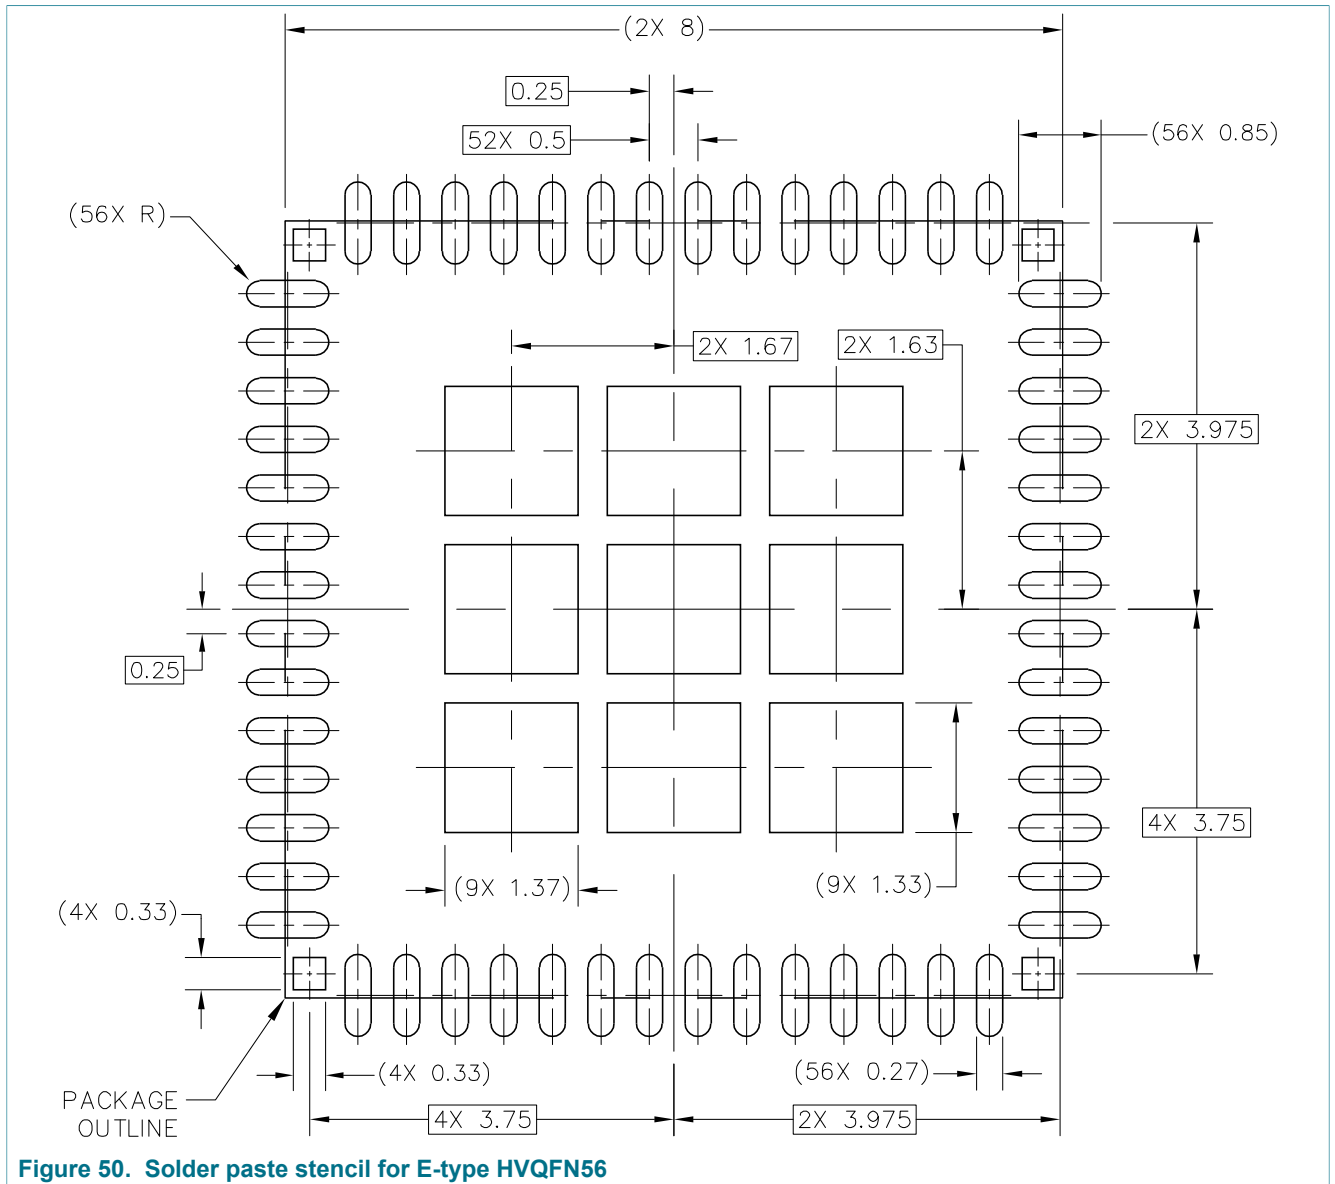 (2X 8)
0.25
52X 0.5
(56X 0.85)
(56X R)
2X 1.67
2X 1.63
2X 3.975
0.25
4X 3.75
(9X 1.37)
(9X 1.33)
(4X 0.33)
(4X 0.33)
(56X 0.27)
PACKAGE
OUTLINE
4X 3.75
2X 3.975
Figure 50. Solder paste stencil for E-type HVQFN56